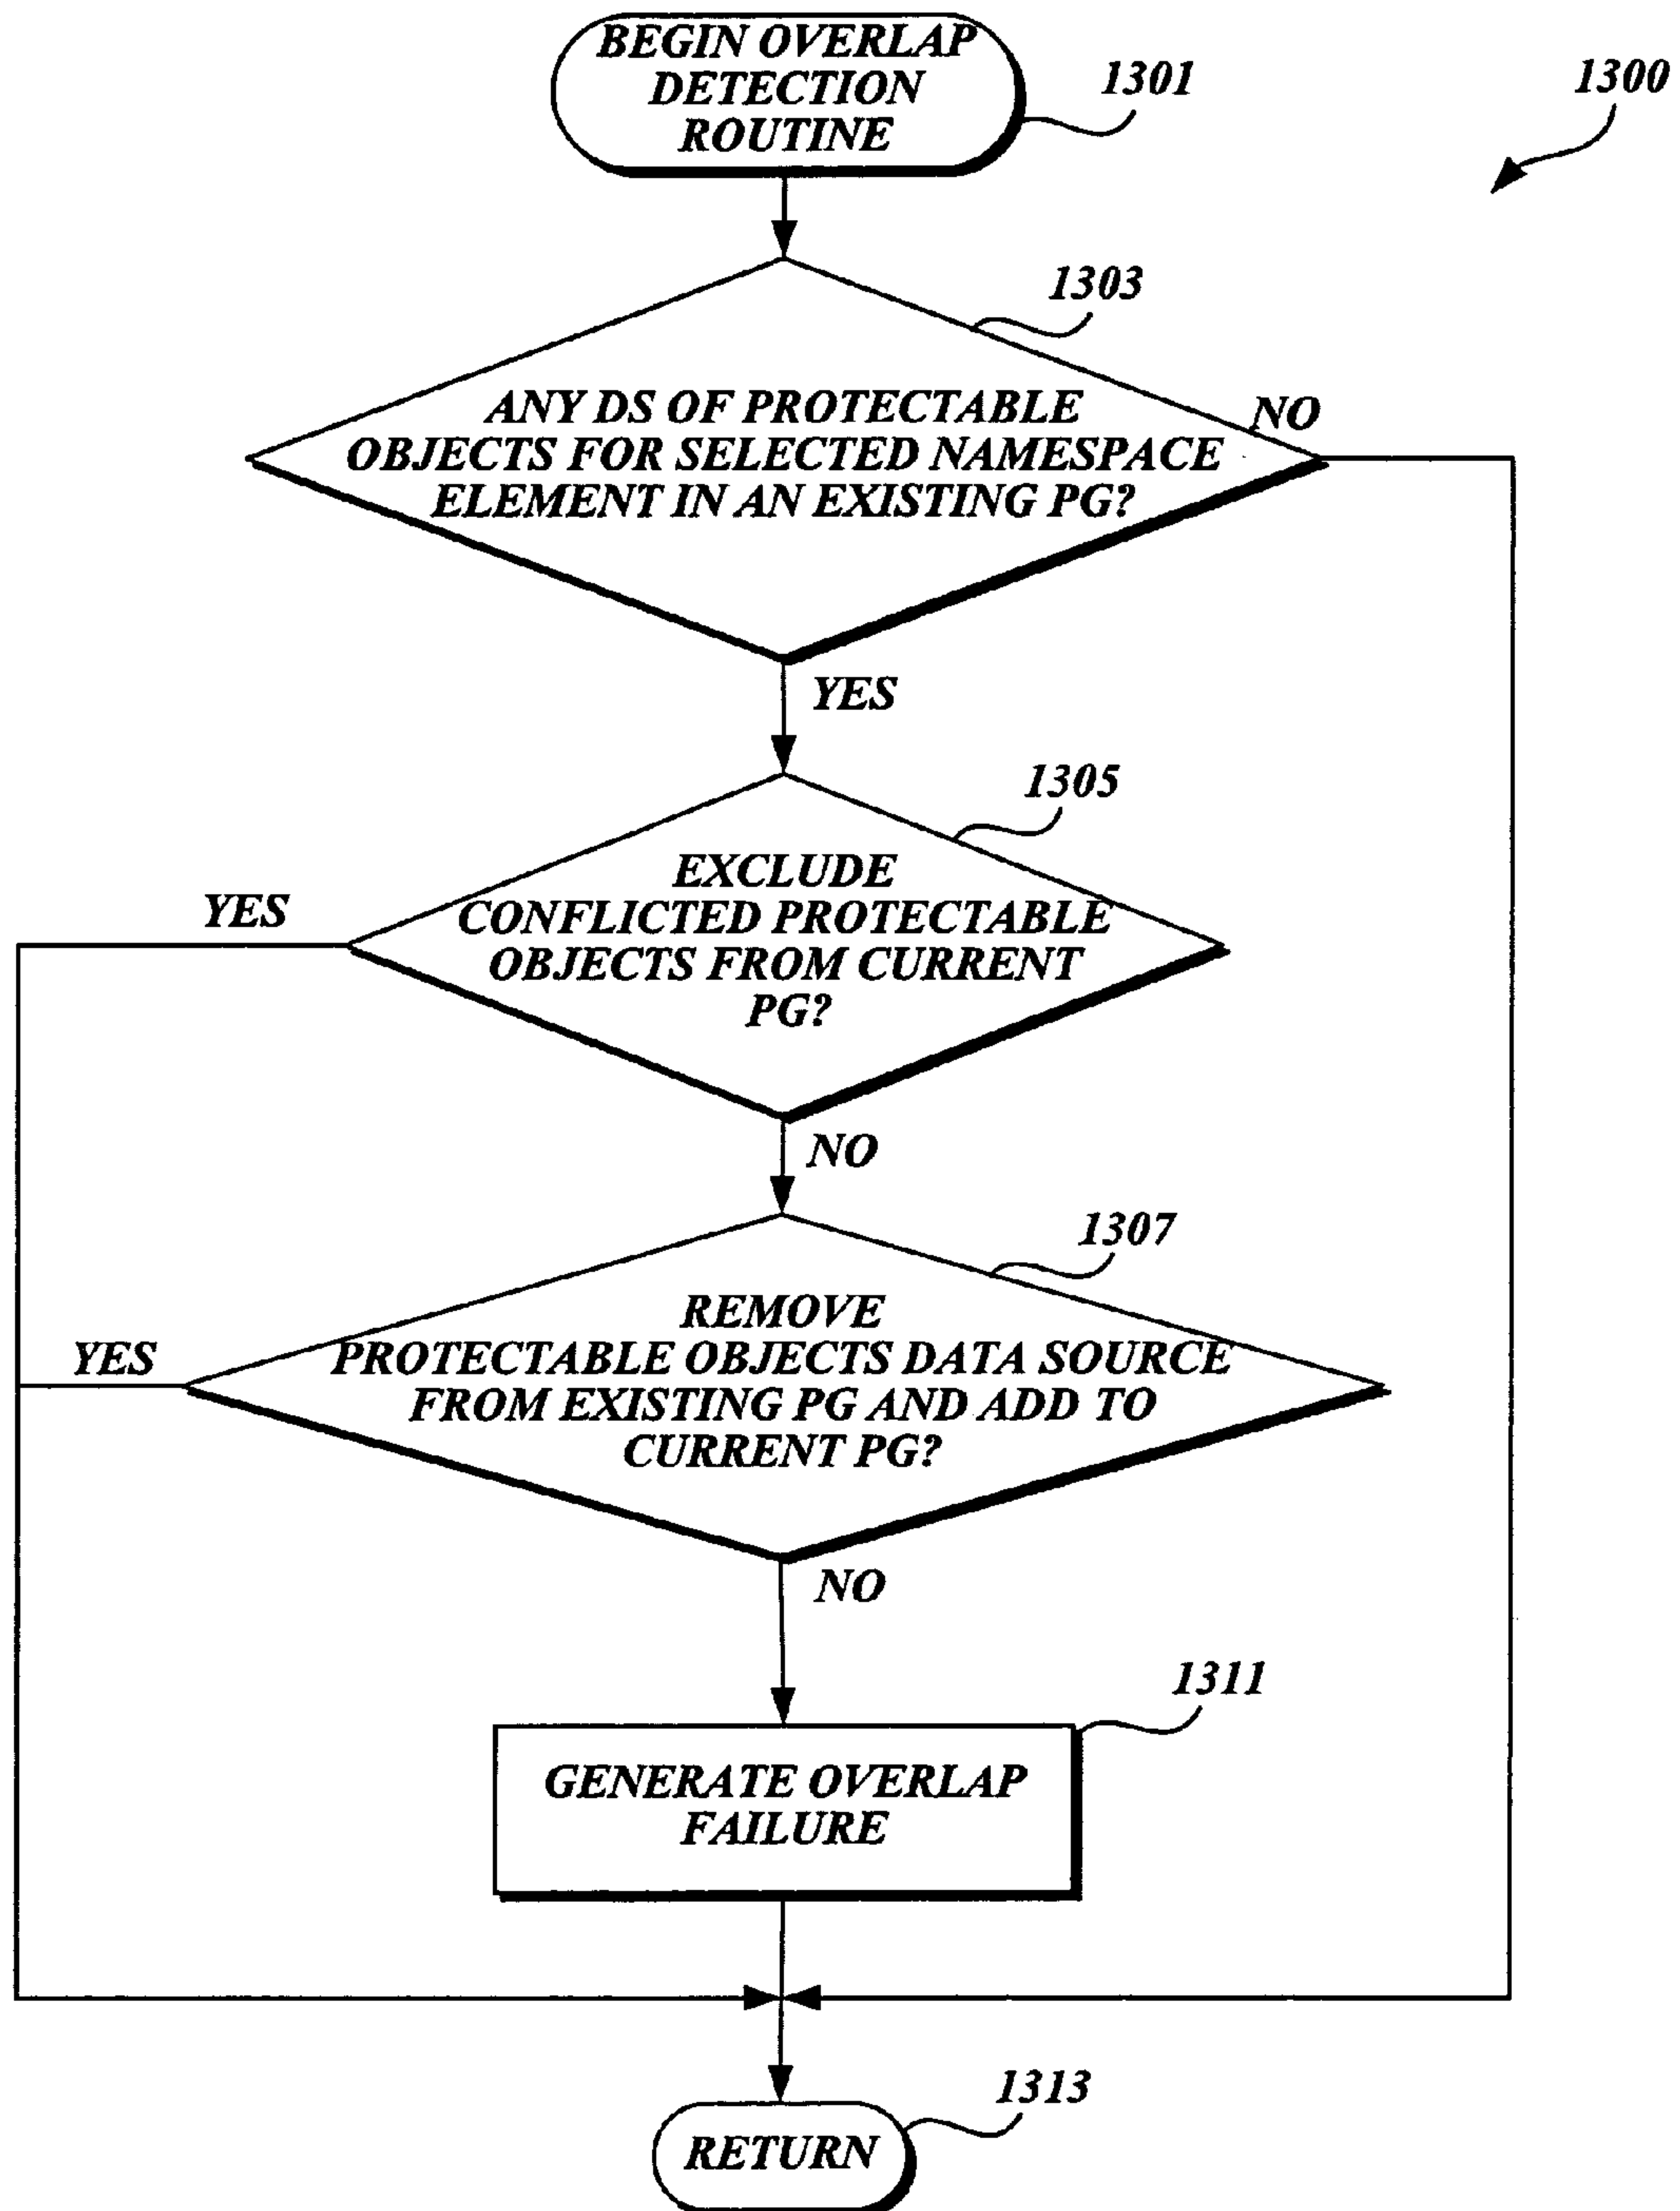 BEGIN OVERLAP
DETECTION
ROUTINE
1301
1300
1303
ANY DS OF PROTECTABLE
OBJECTS FOR SELECTED NAMESPACE
ELEMENT IN AN EXISTING PG?
NO
YES
1305
EXCLUDE
CONFLICTED PROTECTABLE
OBJECTS FROM CURRENT
PG?
YES
NO
1307
REMOVE
PROTECTABLE OBJECTS DATA SOURCE
FROM EXISTING PG AND ADD TO
CURRENT PG?
YES
NO
1311
GENERATE OVERLAP
FAILURE
1313
RETURN